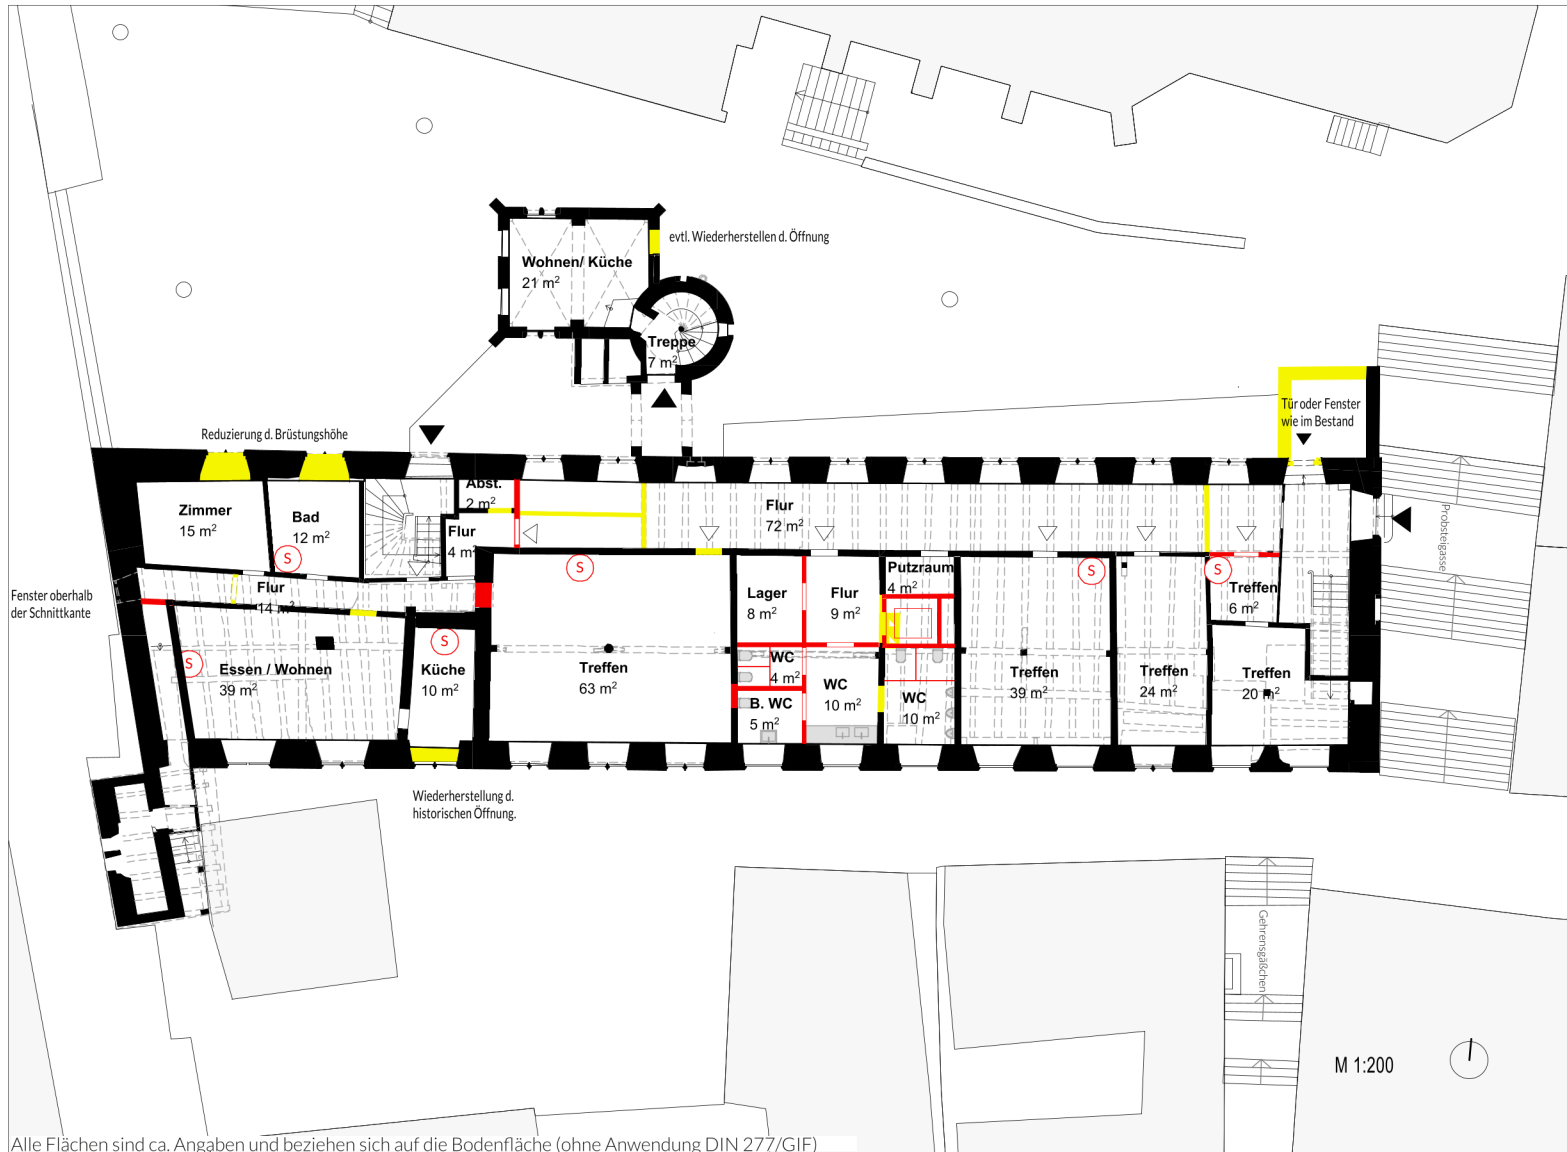 evtl. Wiederherstellen d. Öffnung
Wohnen/ Küche
21 m²
Treppe
7 m²
Tür oder Fenster
wie im Bestand
Reduzierung d. Brüstungshöhe
Abst.
2 m²
Zimmer
15 m²
Bad
12 m²
S
Flur
4 m²
Flur
72 m²
Probsteigasse
Fenster oberhalb
der Schnittkante
Flur
14 m²
S
Essen / Wohnen
39 m²
S
Küche
10 m²
S
Treffen
63 m²
Lager
8 m²
Flur
9 m²
Putzraum
4 m²
WC
4 m²
B. WC
5 m²
WC
10 m²
WC
10 m²
S
Treffen
39 m²
Treffen
24 m²
S
Treffen
6 m²
Treffen
20 m²
Wiederherstellung d.
historischen Öffnung.
Gehrensgäßchen
M 1:200
Alle Flächen sind ca. Angaben und beziehen sich auf die Bodenfläche (ohne Anwendung DIN 277/GIF)